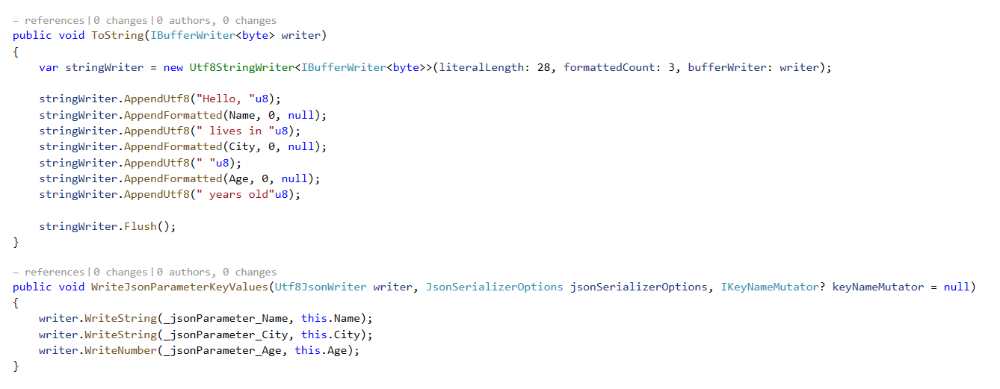 – references | 0 changes | 0 authors, 0 changes
public void ToString(IBufferWriter<byte> writer)
{
    var stringWriter = new Utf8StringWriter<IBufferWriter<byte>>(literalLength: 28, formattedCount: 3, bufferWriter: writer);

    stringWriter.AppendUtf8("Hello, "u8);
    stringWriter.AppendFormatted(Name, 0, null);
    stringWriter.AppendUtf8(" lives in "u8);
    stringWriter.AppendFormatted(City, 0, null);
    stringWriter.AppendUtf8(" "u8);
    stringWriter.AppendFormatted(Age, 0, null);
    stringWriter.AppendUtf8(" years old"u8);

    stringWriter.Flush();
}

– references | 0 changes | 0 authors, 0 changes
public void WriteJsonParameterKeyValues(Utf8JsonWriter writer, JsonSerializerOptions jsonSerializerOptions, IKeyNameMutator? keyNameMutator = null)
{
    writer.WriteString(_jsonParameter_Name, this.Name);
    writer.WriteString(_jsonParameter_City, this.City);
    writer.WriteNumber(_jsonParameter_Age, this.Age);
}